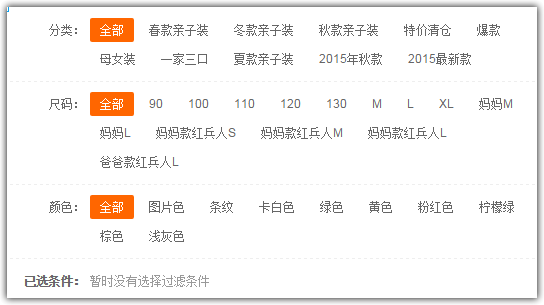 分类： 全部 春款亲子装 冬款亲子装 秋款亲子装 特价清仓 爆款
母女装 一家三口 夏款亲子装 2015年秋款 2015最新款
尺码： 全部 90 100 110 120 130 M L XL 妈妈M
妈妈L 妈妈款红兵人S 妈妈款红兵人M 妈妈款红兵人L
爸爸款红兵人L
颜色： 全部 图片色 条纹 卡白色 绿色 黄色 粉红色 柠檬绿
棕色 浅灰色
已选条件： 暂时没有选择过滤条件